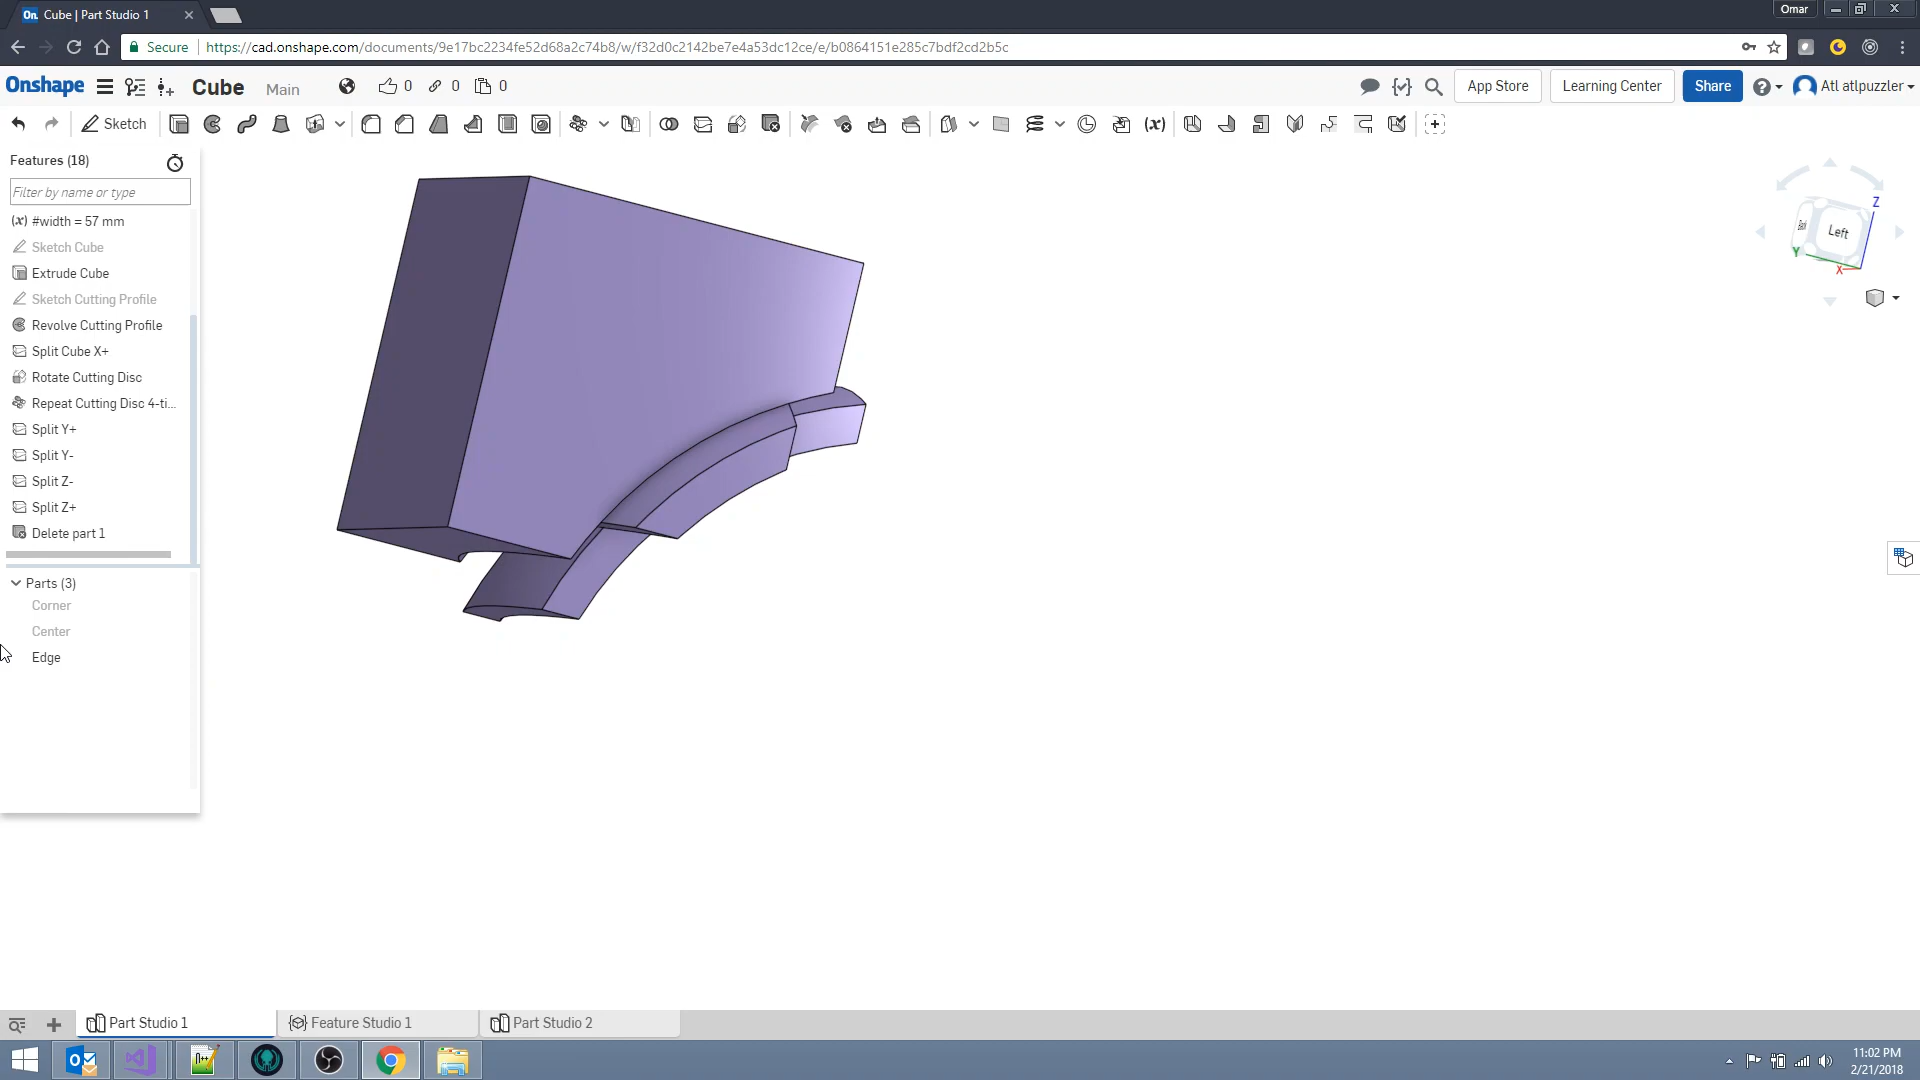 Cube | Part Studio 1
Omar
Secure
https://cad.onshape.com/documents/9e17bc2234fe52d68a2c74b8/w/f32d0c2142be7e4a53dc12ce/e/b0864151e285c7bdf2cd2b5c
Onshape
Cube
Main
0
0
0
App Store
Learning Center
Share
Atl atlpuzzler
Sketch
Features (18)
Filter by name or type
(x) #width = 57 mm
Sketch Cube
Extrude Cube
Sketch Cutting Profile
Revolve Cutting Profile
Split Cube X+
Rotate Cutting Disc
Repeat Cutting Disc 4-ti...
Split Y+
Split Y-
Split Z-
Split Z+
Delete part 1
Parts (3)
Corner
Center
Edge
Z
Left
Y
X
Part Studio 1
Feature Studio 1
Part Studio 2
11:02 PM
2/21/2018